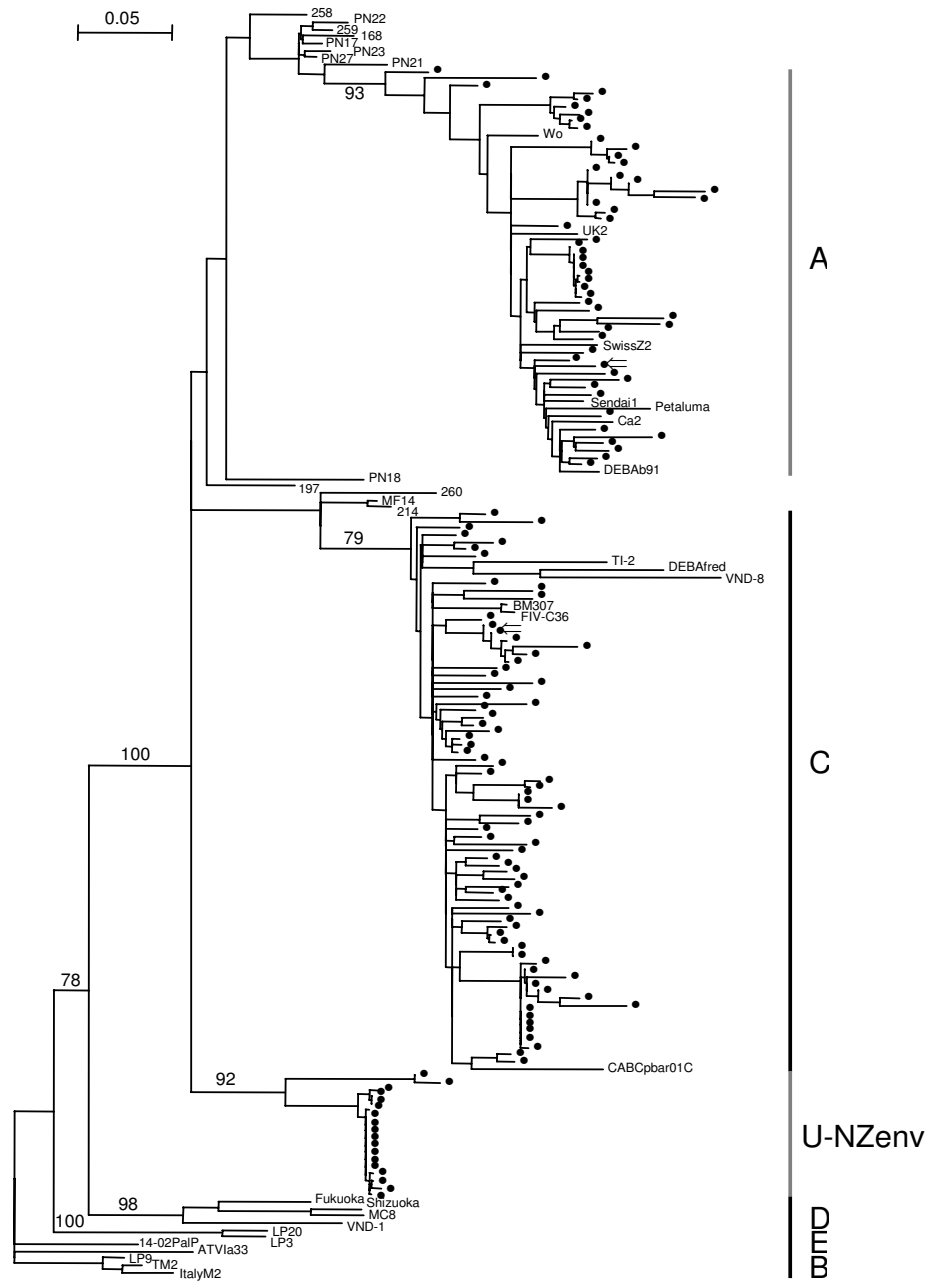 0.05
258
PN22
259
168
PN17
PN23
PN27
PN21
93
Wo
UK2
A
SwissZ2
Sendai1
Petaluma
Ca2
DEBAb91
PN18
197
260
MF14
214
79
TI-2
DEBAfred
VND-8
BM307
FIV-C36
100
C
78
CABCpbar01C
92
U-NZenv
98
Fukuoka
Shizuoka
MC8
VND-1
D
100
LP20
LP3
E
14-02PalP
ATVIa33
LP9
TM2
B
ItalyM2